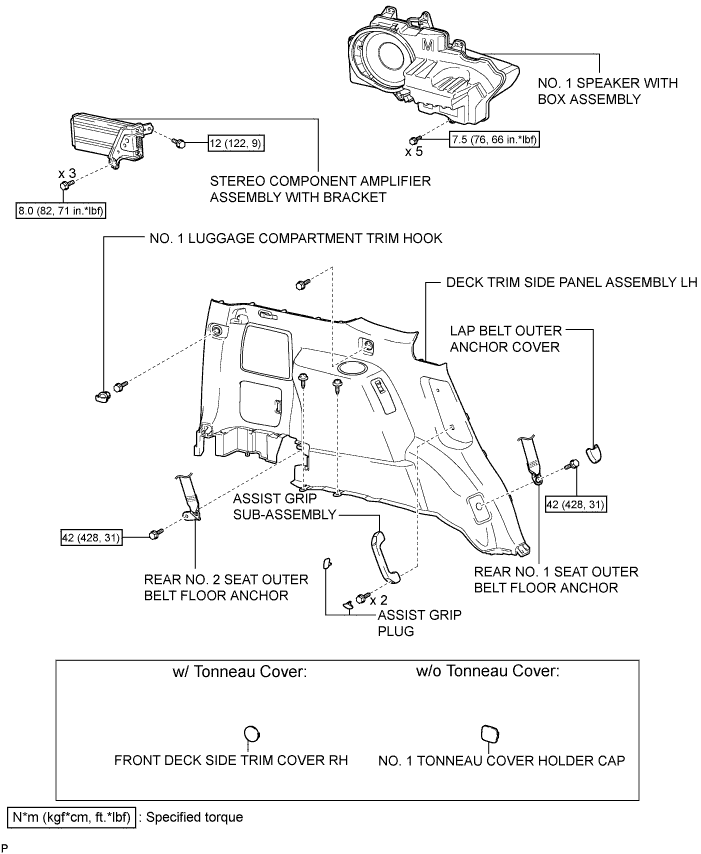 NO. 1 SPEAKER WITH
BOX ASSEMBLY
7.5 (76, 66 in.*lbf)
x 5
12 (122, 9)
x 3
8.0 (82, 71 in.*lbf)
STEREO COMPONENT AMPLIFIER
ASSEMBLY WITH BRACKET
NO. 1 LUGGAGE COMPARTMENT TRIM HOOK
DECK TRIM SIDE PANEL ASSEMBLY LH
LAP BELT OUTER
ANCHOR COVER
ASSIST GRIP
SUB-ASSEMBLY
42 (428, 31)
42 (428, 31)
REAR NO. 2 SEAT OUTER
BELT FLOOR ANCHOR
REAR NO. 1 SEAT OUTER
BELT FLOOR ANCHOR
x 2
ASSIST GRIP
PLUG
w/ Tonneau Cover:
w/o Tonneau Cover:
FRONT DECK SIDE TRIM COVER RH
NO. 1 TONNEAU COVER HOLDER CAP
N*m (kgf*cm, ft.*lbf) : Specified torque
P